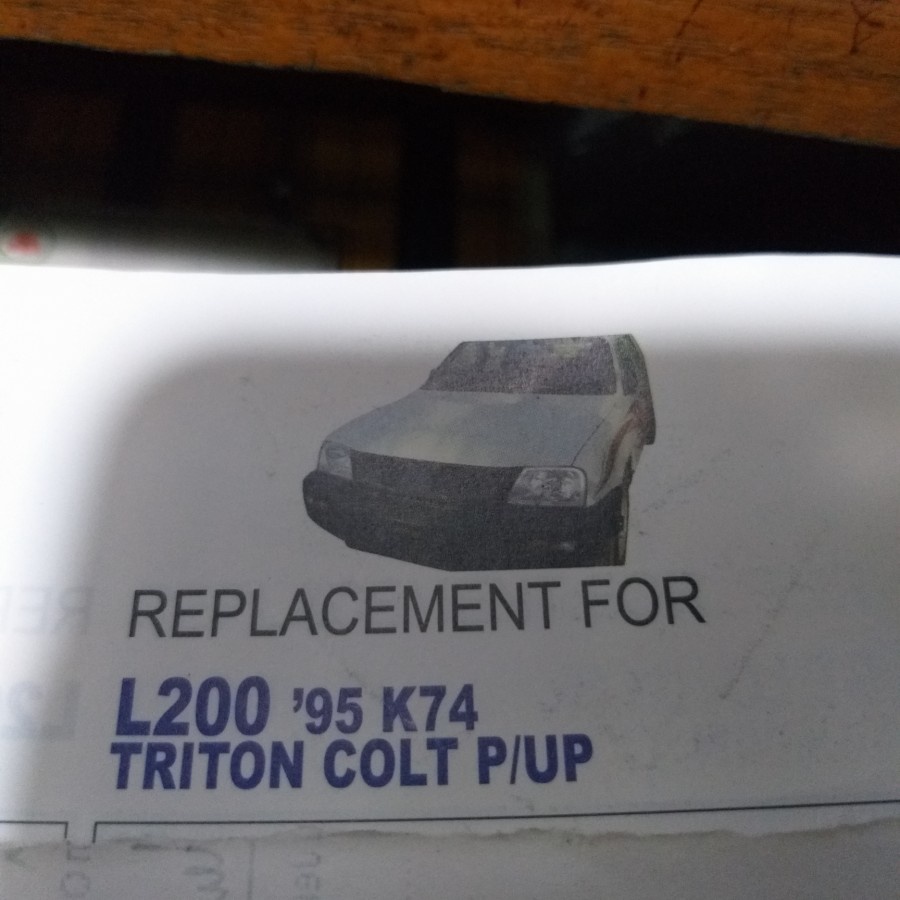 REPLACEMENT FOR
L200 '95 K74
TRITON COLT P/UP